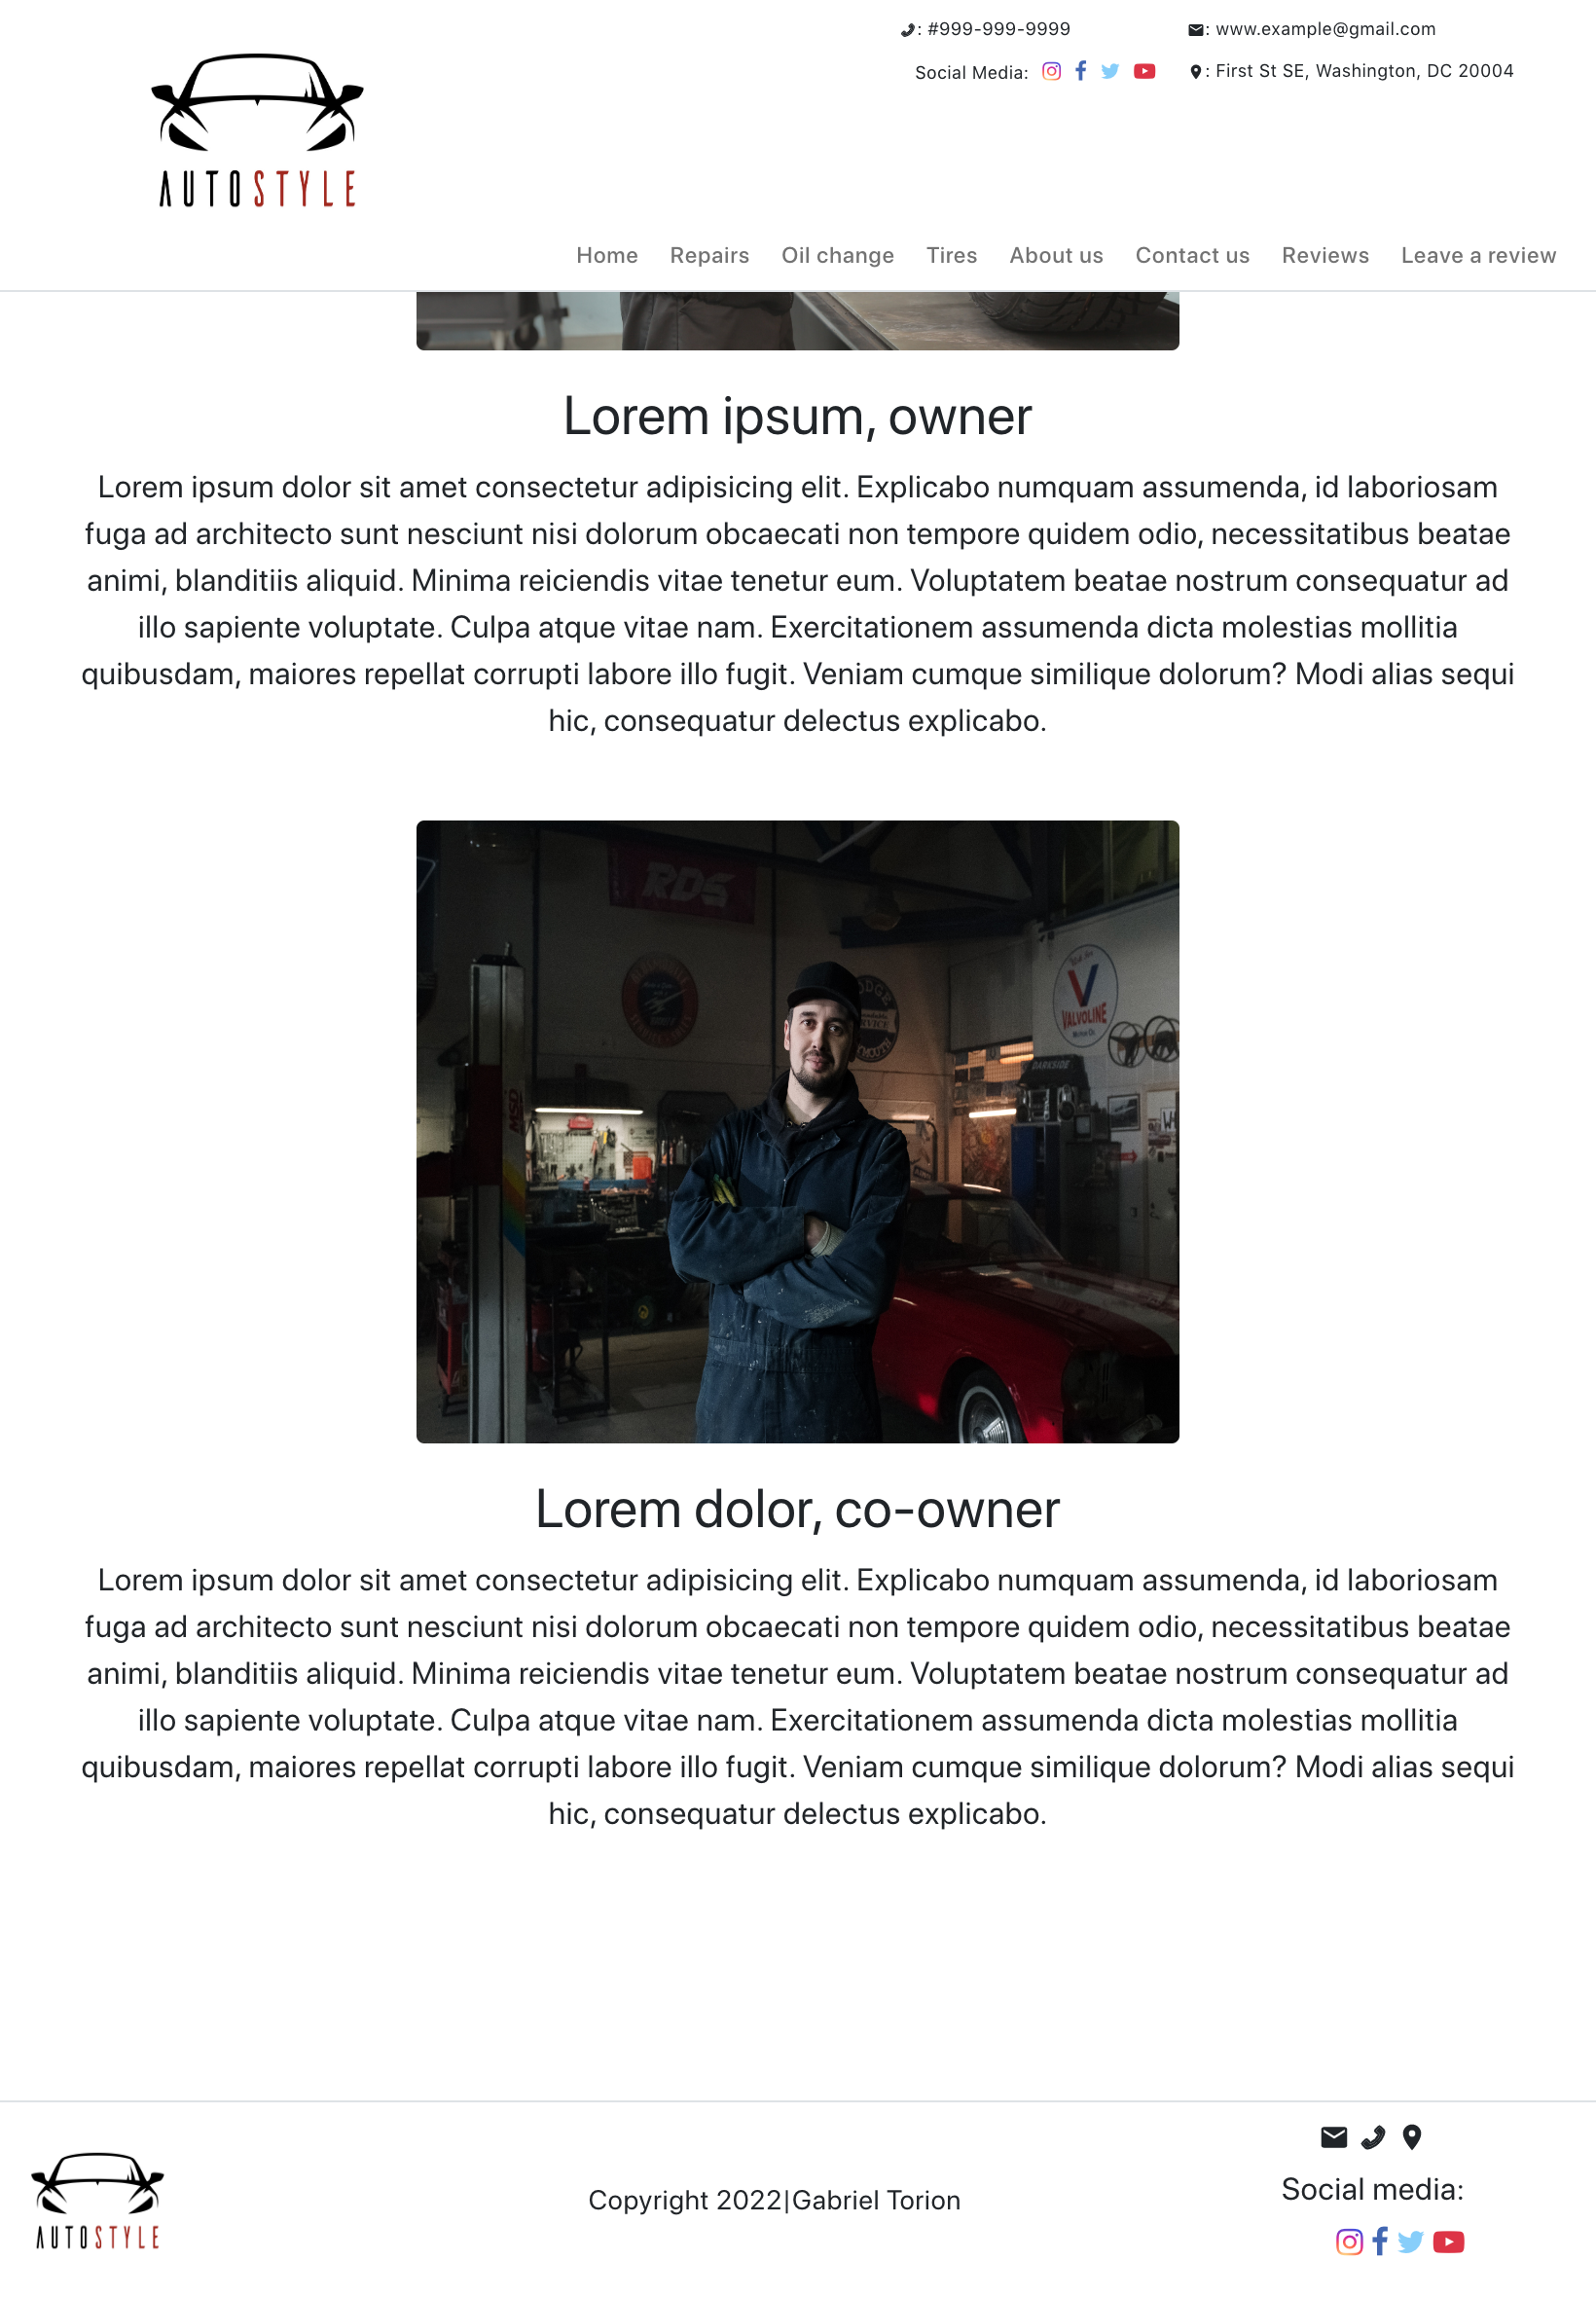 : #999-999-9999
: www.example@gmail.com
Social Media:
: First St SE, Washington, DC 20004
AUTOSTYLE
Home Repairs Oil change Tires About us Contact us Reviews Leave a review
Lorem ipsum, owner
Lorem ipsum dolor sit amet consectetur adipisicing elit. Explicabo numquam assumenda, id laboriosam
fuga ad architecto sunt nesciunt nisi dolorum obcaecati non tempore quidem odio, necessitatibus beatae
animi, blanditiis aliquid. Minima reiciendis vitae tenetur eum. Voluptatem beatae nostrum consequatur ad
illo sapiente voluptate. Culpa atque vitae nam. Exercitationem assumenda dicta molestias mollitia
quibusdam, maiores repellat corrupti labore illo fugit. Veniam cumque similique dolorum? Modi alias sequi
hic, consequatur delectus explicabo.
RDS
VALVOLINE
DARKSIDE
MSD
Lorem dolor, co-owner
Lorem ipsum dolor sit amet consectetur adipisicing elit. Explicabo numquam assumenda, id laboriosam
fuga ad architecto sunt nesciunt nisi dolorum obcaecati non tempore quidem odio, necessitatibus beatae
animi, blanditiis aliquid. Minima reiciendis vitae tenetur eum. Voluptatem beatae nostrum consequatur ad
illo sapiente voluptate. Culpa atque vitae nam. Exercitationem assumenda dicta molestias mollitia
quibusdam, maiores repellat corrupti labore illo fugit. Veniam cumque similique dolorum? Modi alias sequi
hic, consequatur delectus explicabo.
AUTOSTYLE
Copyright 2022|Gabriel Torion
Social media: